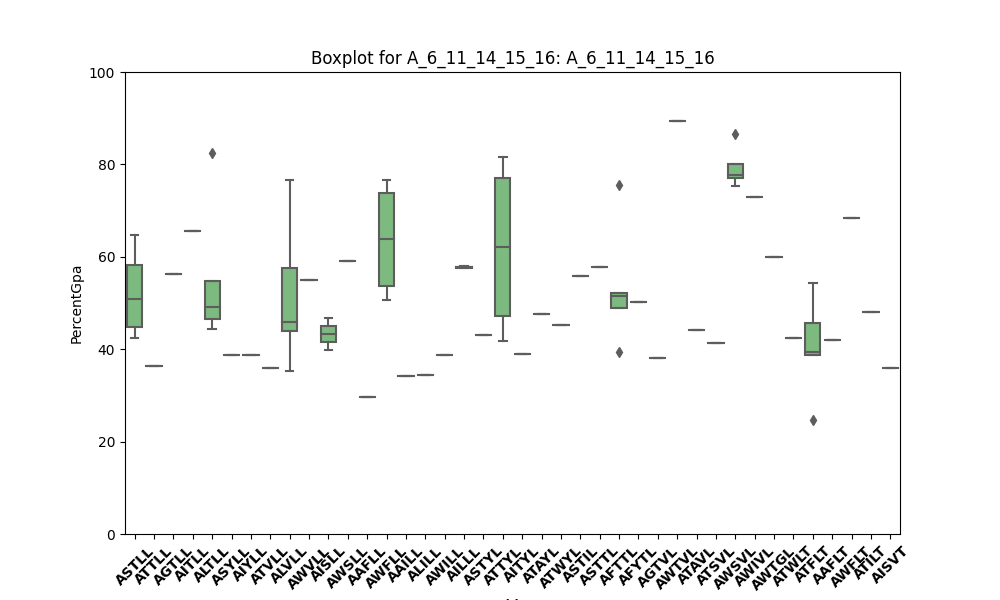 Boxplot for A_6_11_14_15_16: A_6_11_14_15_16
100
80
60
40
20
0
PercentGpa
ASTLL
ATTLL
AGTLL
AITLL
ALTLL
ASYLL
AIYLL
ATVLL
ALVLL
AWVLL
AISLL
AWSLL
AAFLL
AWFLL
AAILL
ALILL
AWILL
AILLL
ASTYL
ATTYL
AITYL
ATAYL
ATWYL
ASTIL
ASTTL
AFTTL
AFYTL
AGTVL
AWTVL
ATAVL
ATSVL
AWSVL
AWIVL
AWTGL
ATWLT
ATFLT
AAFLT
AWFLT
ATILT
AISVT